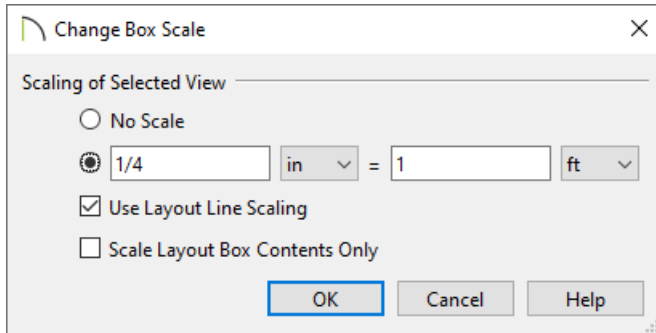 Change Box Scale
Scaling of Selected View
No Scale
1/4 in = 1 ft
Use Layout Line Scaling
Scale Layout Box Contents Only
OK Cancel Help